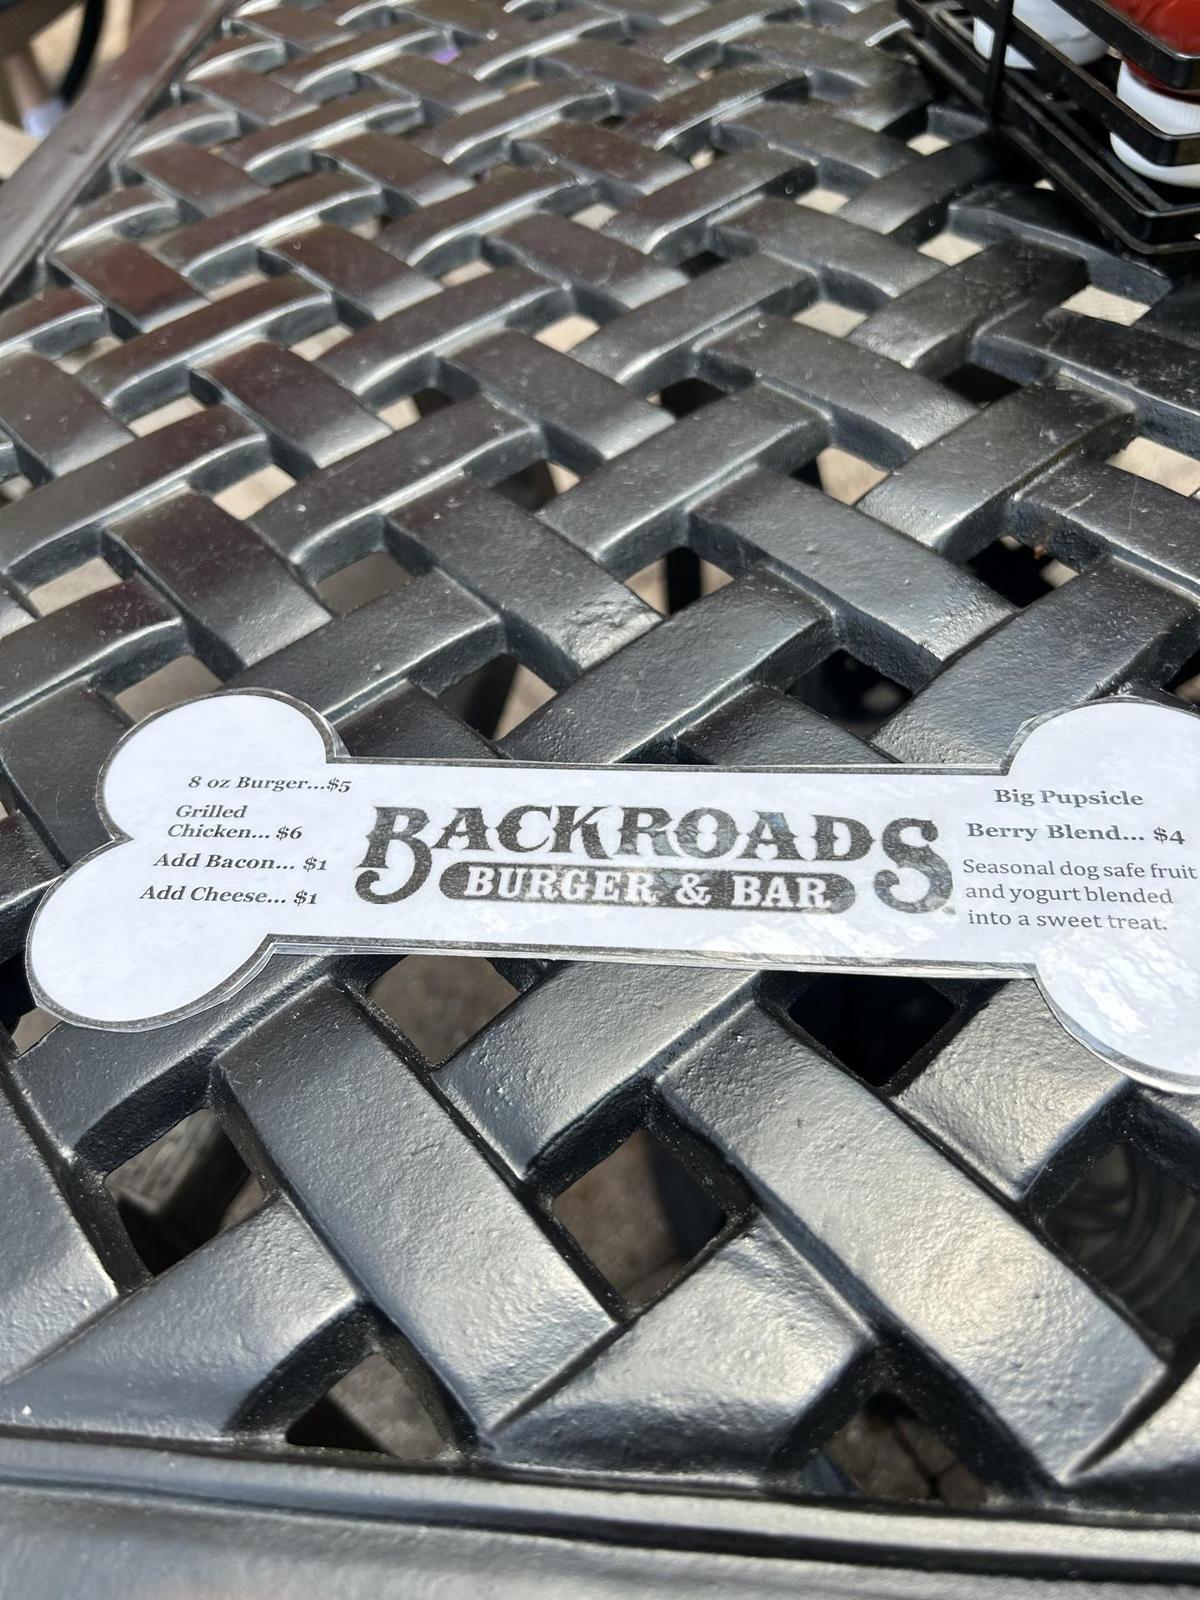 8 oz Burger...$5
Grilled
Chicken... $6
Add Bacon... $1
Add Cheese... $1
BACKROADS
BURGER & BAR
Big Pupsicle
Berry Blend... $4
Seasonal dog safe fruit
and yogurt blended
into a sweet treat.